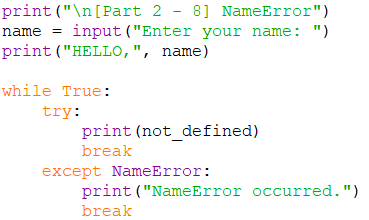 print("\n[Part 2 - 8] NameError")
name = input("Enter your name: ")
print("HELLO,", name)

while True:
    try:
        print(not_defined)
        break
    except NameError:
        print("NameError occurred.")
        break